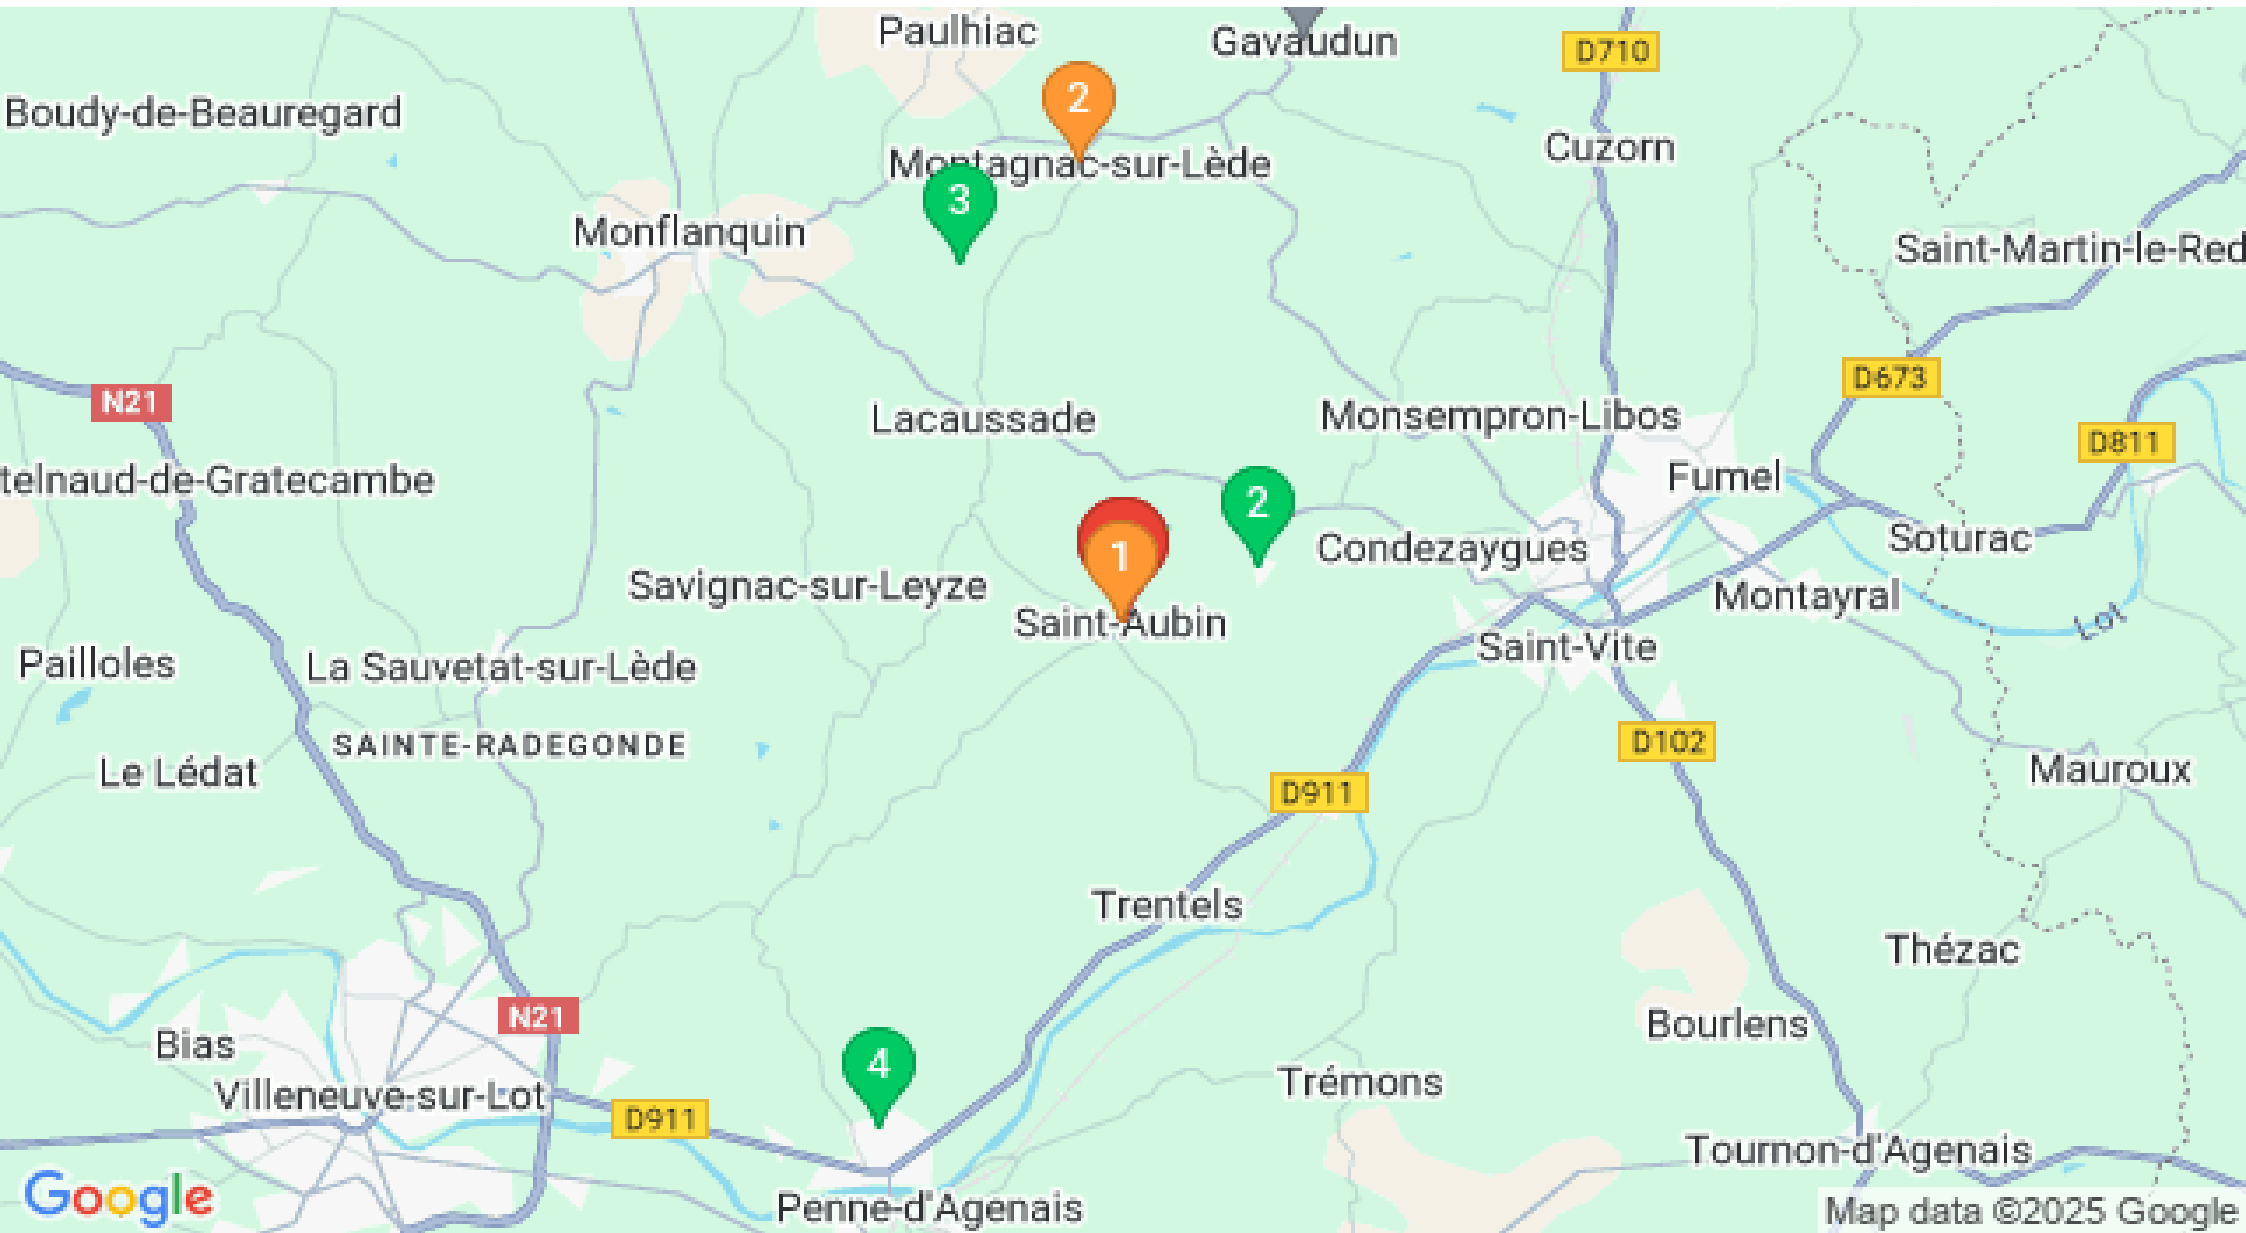 Paulhiac
Gavaudun
D710
Boudy-de-Beauregard
2
Cuzorn
Montagnac-sur-Lède
3
Monflanquin
Saint-Martin-le-Red
D673
N21
Lacaussade
Monsempron-Libos
D811
telnaud-de-Gratecambe
Fumel
2
Soturac
1
Condezaygues
Savignac-sur-Leyze
Montayral
Saint-Aubin
Lot
Saint-Vite
Pailloles
La Sauvetat-sur-Lède
SAINTE-RADEGONDE
D102
Le Lédat
Mauroux
D911
Trentels
Thézac
N21
Bourlens
Bias
4
Trémons
Villeneuve-sur-Lot
D911
Tournon-d'Agenais
Google
Penne-d'Agenais
Map data ©2025 Google